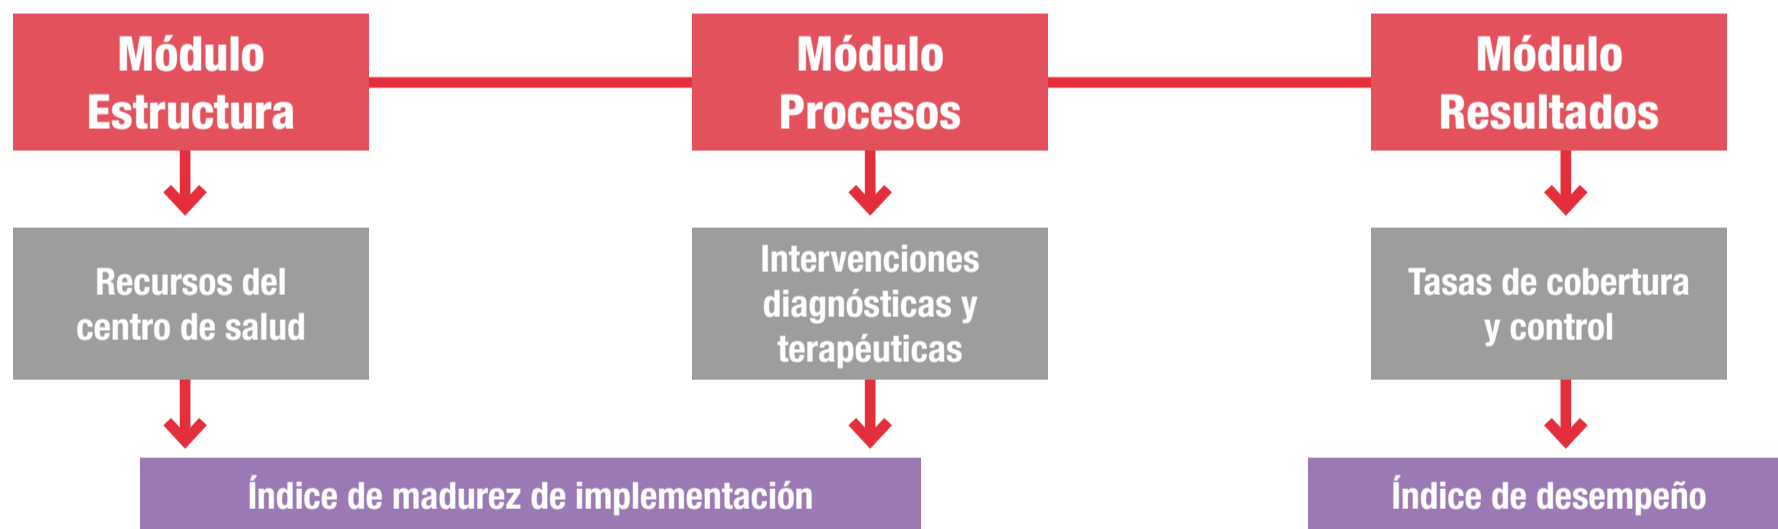 Módulo
Estructura
Módulo
Procesos
Módulo
Resultados
Recursos del
centro de salud
Intervenciones
diagnósticas y
terapéuticas
Tasas de cobertura
y control
Índice de madurez de implementación
Índice de desempeño